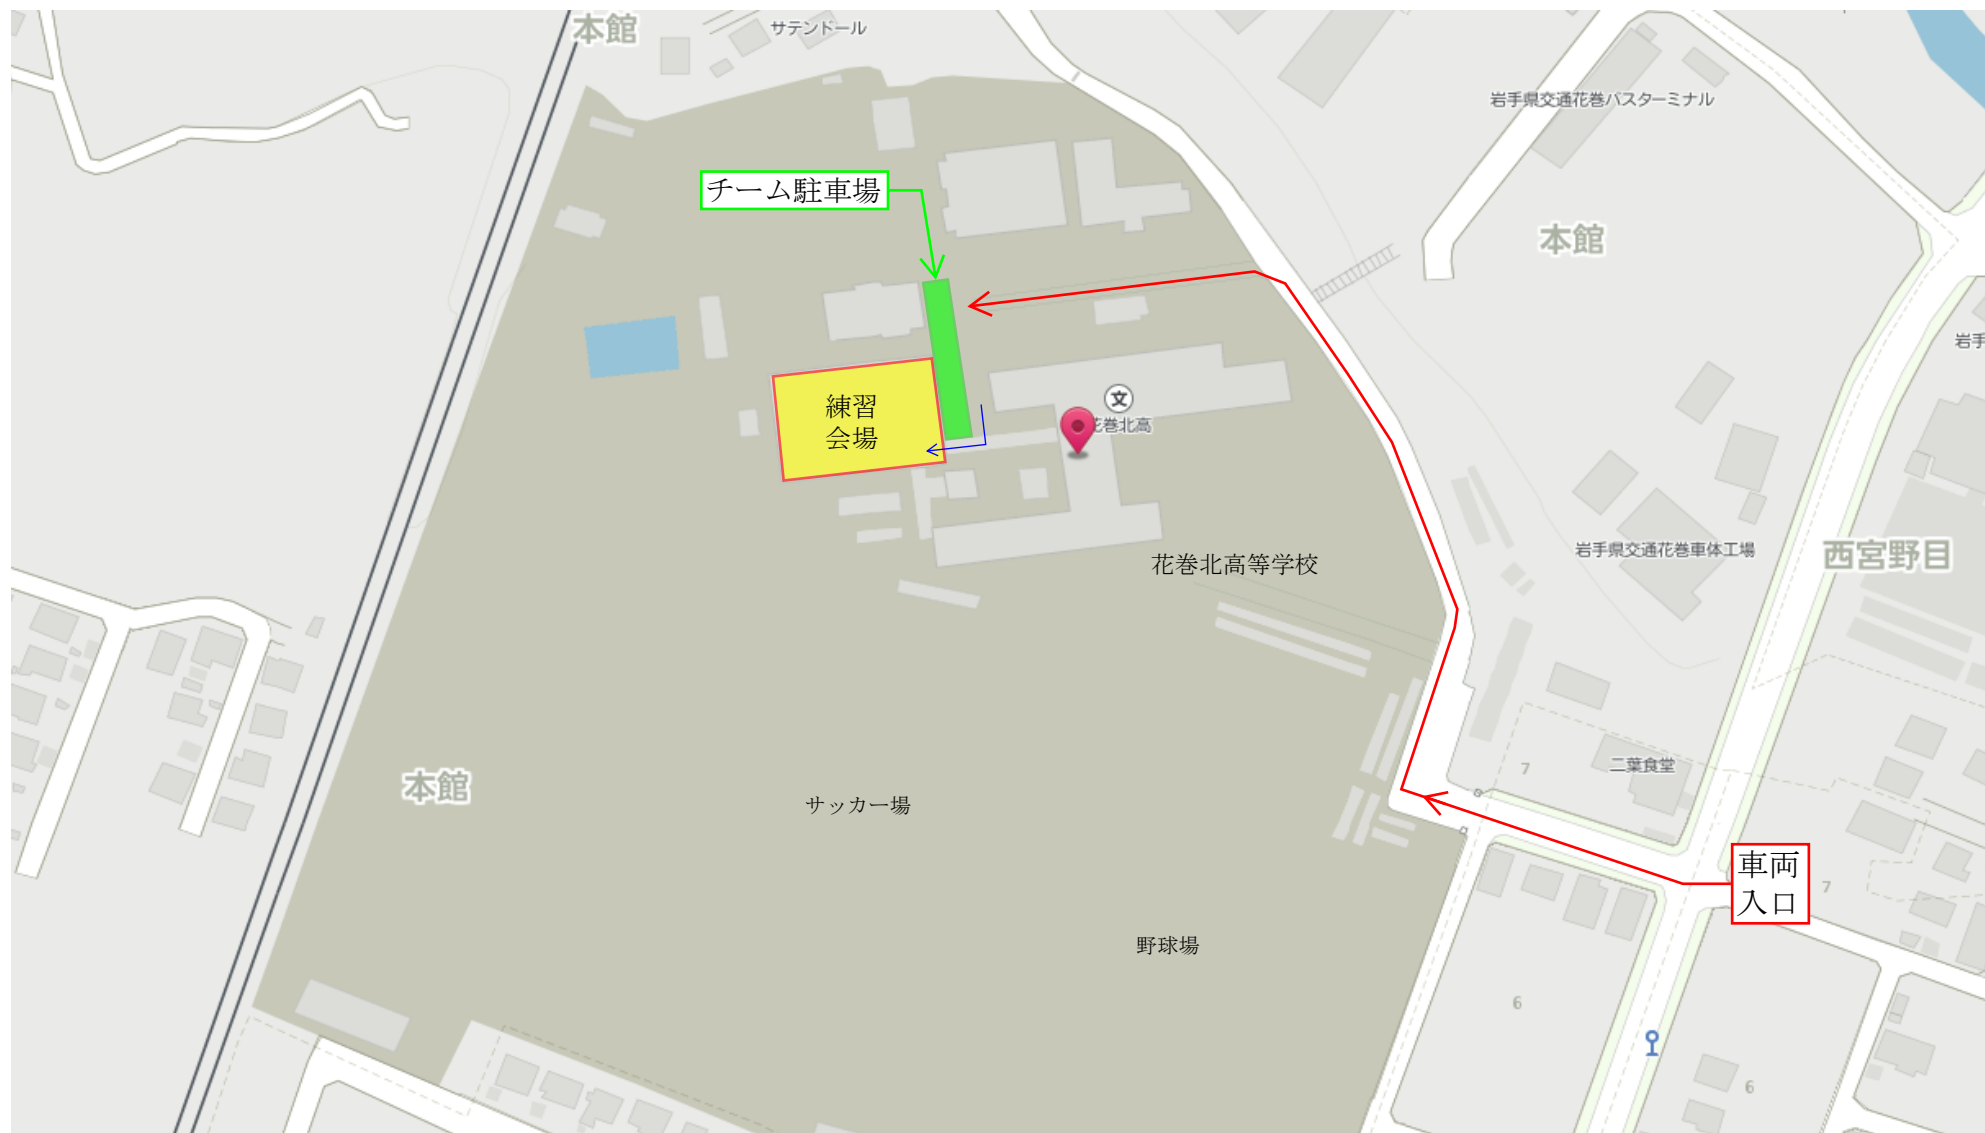 本館
サテンドール
岩手県交通花巻バスターミナル
チーム駐車場
本館
岩手
練習
会場
文
花巻北高
花巻北高等学校
岩手県交通花巻車体工場
西宮野目
二葉食堂
7
本館
サッカー場
車両
入口
7
野球場
6
6